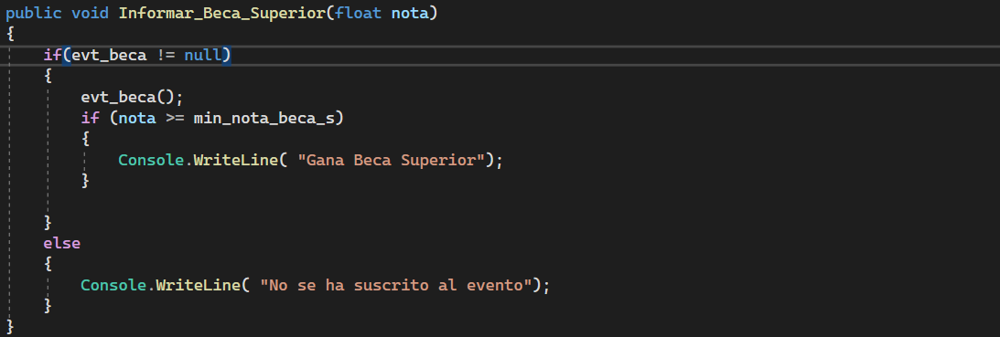 public void Informar_Beca_Superior(float nota)
{
    if(evt_beca != null)
    {
        evt_beca();
        if (nota >= min_nota_beca_s)
        {
            Console.WriteLine( "Gana Beca Superior");
        }

    }
    else
    {
        Console.WriteLine( "No se ha suscrito al evento");
    }
}